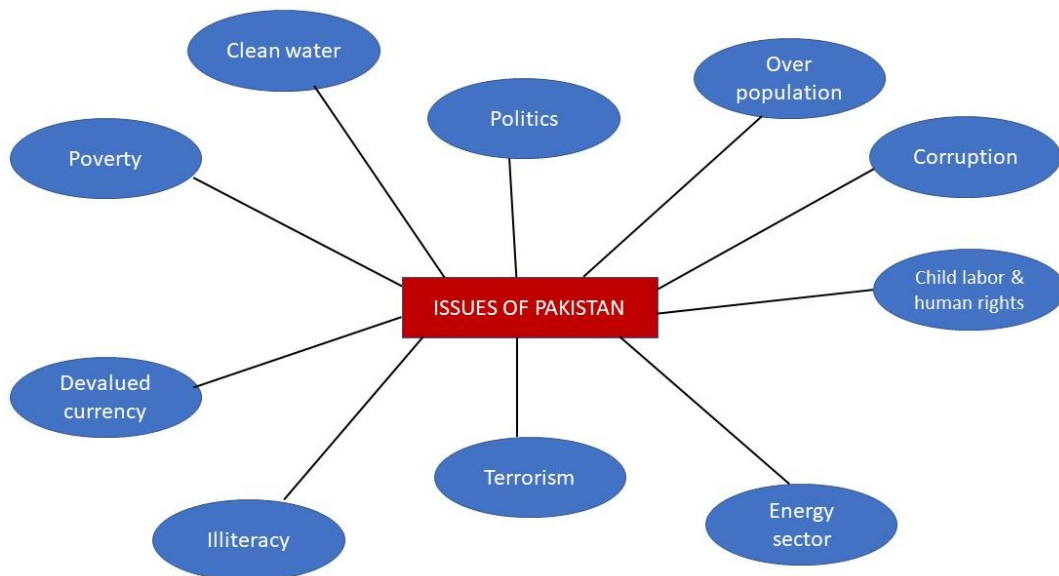 Clean water
Politics
Over
population
Poverty
Corruption
ISSUES OF PAKISTAN
Child labor &
human rights
Devalued
currency
Terrorism
Illiteracy
Energy
sector